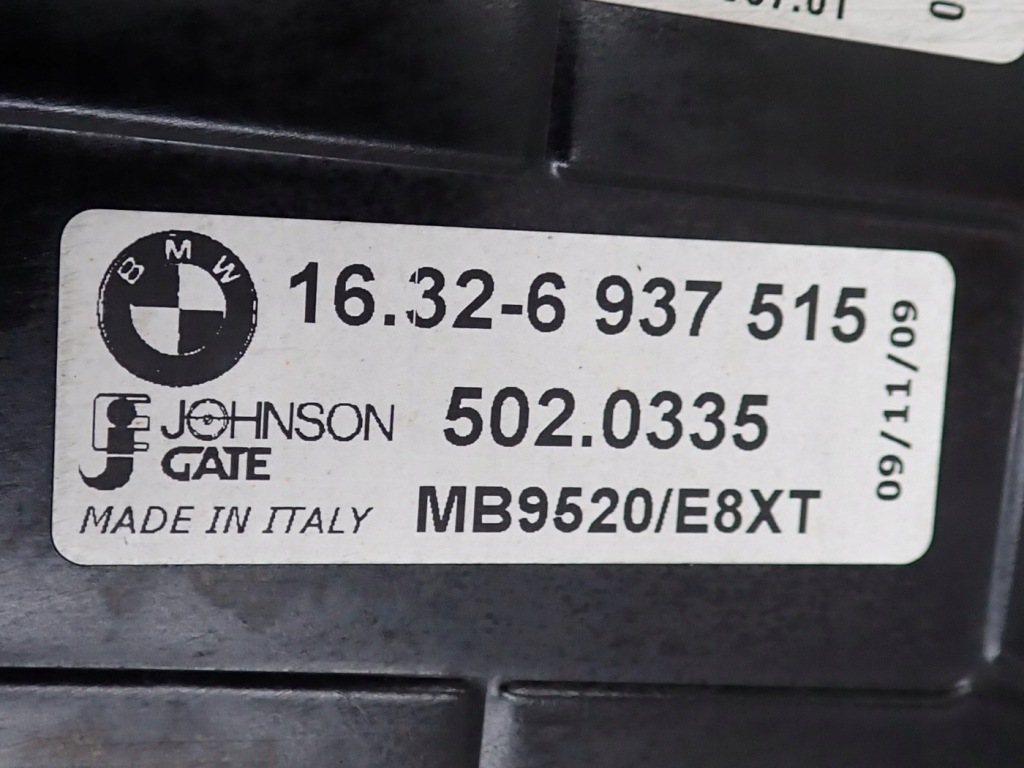 BMW
16.32-6 937 515
JOHNSON
GATE
502.0335
MADE IN ITALY
MB9520/E8XT
09/11/09